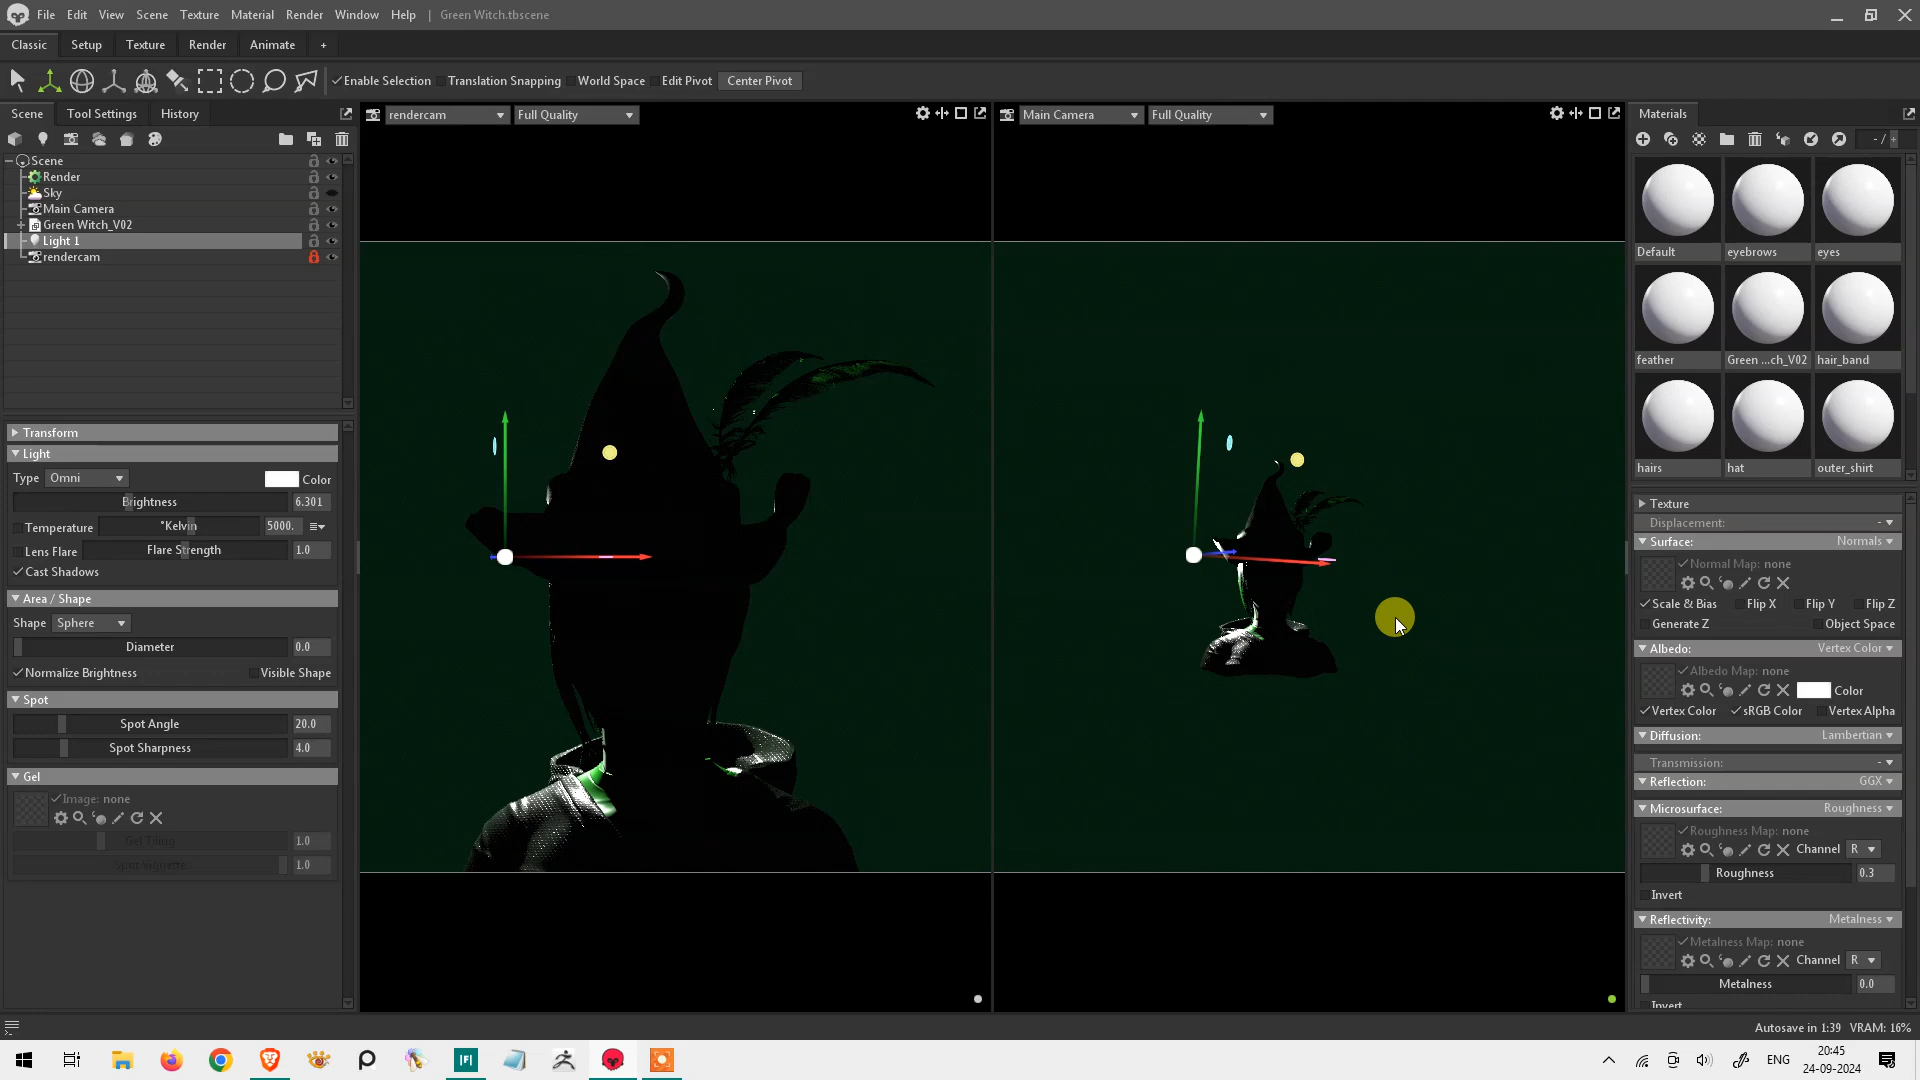 File Edit View Scene Texture Material Render Window Help | Green Witch.tbscene
Classic Setup Texture Render Animate +
Enable Selection Translation Snapping World Space Edit Pivot Center Pivot
Scene Tool Settings History
rendercam Full Quality
Main Camera Full Quality
Materials
- / +
Scene
Render
Sky
Main Camera
Green Witch_V02
Light 1
rendercam
Default eyebrows eyes
feather Green ...ch_V02 hair_band
hairs hat outer_shirt
Transform
Light
Type Omni Color
Brightness 6.301
Temperature °Kelvin 5000.
Lens Flare Flare Strength 1.0
Cast Shadows
Area / Shape
Shape Sphere
Diameter 0.0
Normalize Brightness Visible Shape
Spot
Spot Angle 20.0
Spot Sharpness 4.0
Gel
Image: none
Gel Tiling 1.0
Spot Vignette 1.0
Texture
Displacement: -
Surface: Normals
Normal Map: none
Scale & Bias Flip X Flip Y Flip Z
Generate Z Object Space
Albedo: Vertex Color
Albedo Map: none
Color
Vertex Color sRGB Color Vertex Alpha
Diffusion: Lambertian
Transmission: -
Reflection: GGX
Microsurface: Roughness
Roughness Map: none
Channel R
Roughness 0.3
Invert
Reflectivity: Metalness
Metalness Map: none
Channel R
Metalness 0.0
Invert
Autosave in 1:39 VRAM: 16%
ENG
20:45
24-09-2024